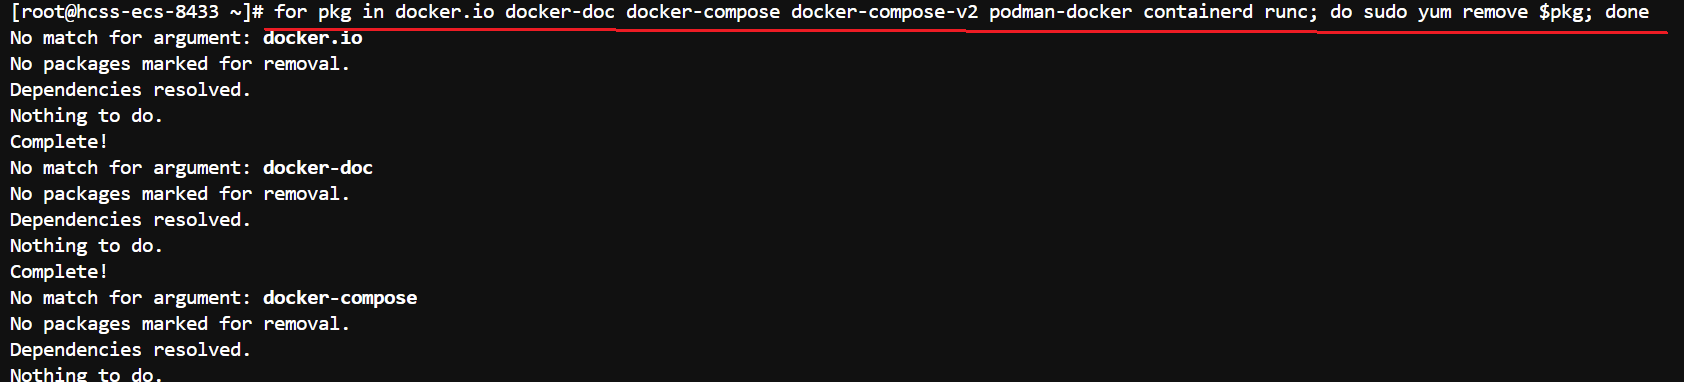 [root@hcss-ecs-8433 ~]# for pkg in docker.io docker-doc docker-compose docker-compose-v2 podman-docker containerd runc; do sudo yum remove $pkg; done
No match for argument: docker.io
No packages marked for removal.
Dependencies resolved.
Nothing to do.
Complete!
No match for argument: docker-doc
No packages marked for removal.
Dependencies resolved.
Nothing to do.
Complete!
No match for argument: docker-compose
No packages marked for removal.
Dependencies resolved.
Nothing to do.